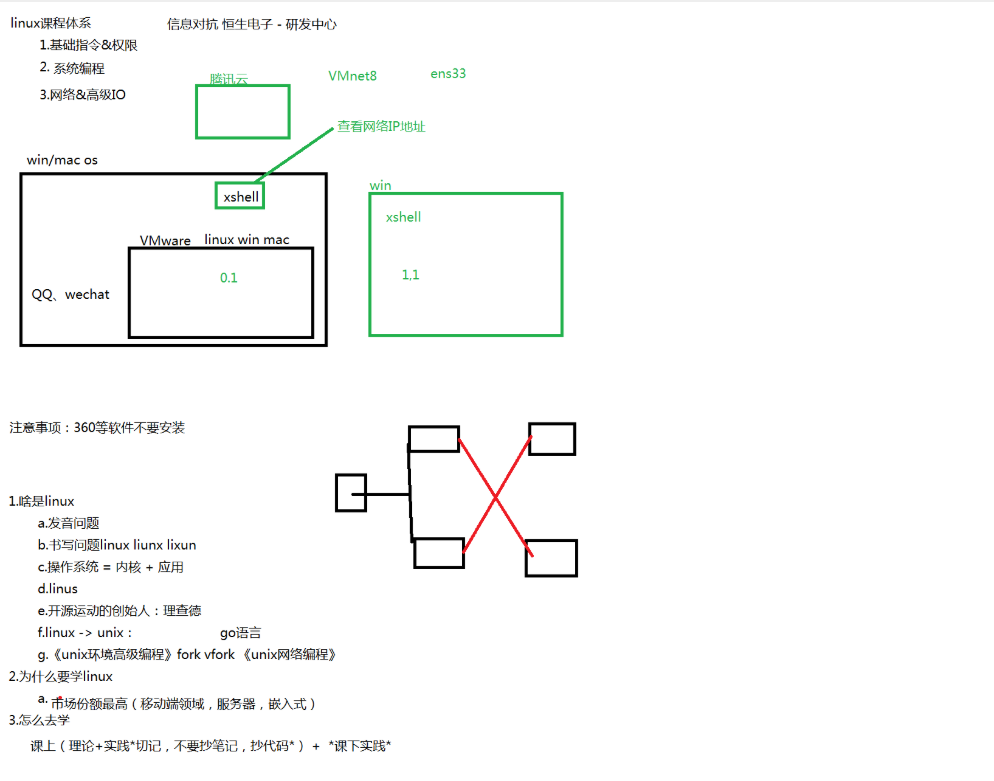 linux课程体系
信息对抗 恒生电子 - 研发中心
1.基础指令&权限
2. 系统编程
3.网络&高级IO
腾讯云
VMnet8
ens33
查看网络IP地址
win/mac os
xshell
VMware linux win mac
0.1
QQ、wechat
win
xshell
1,1
注意事项：360等软件不要安装
1.啥是linux
a.发音问题
b.书写问题linux liunx lixun
c.操作系统 = 内核 + 应用
d.linus
e.开源运动的创始人：理查德
f.linux -> unix： go语言
g.《unix环境高级编程》fork vfork 《unix网络编程》
2.为什么要学linux
a. 市场份额最高（移动端领域，服务器，嵌入式）
3.怎么去学
课上（理论+实践*切记，不要抄笔记，抄代码*）+ *课下实践*